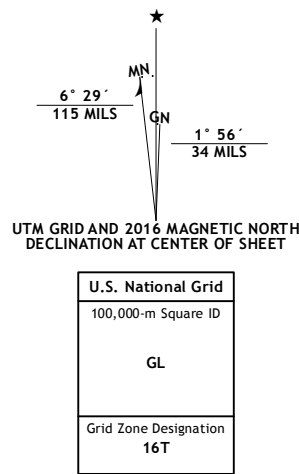 ★
MN
6° 29´
115 MILS
GN
1° 56´
34 MILS
UTM GRID AND 2016 MAGNETIC NORTH
DECLINATION AT CENTER OF SHEET
U.S. National Grid
100,000-m Square ID
GL
Grid Zone Designation
16T